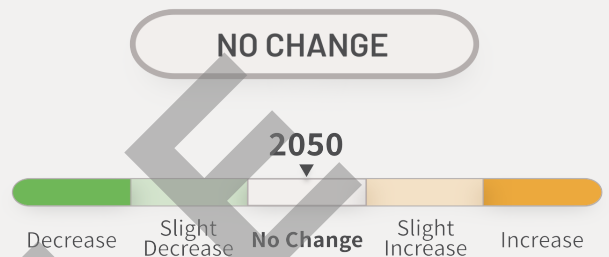 NO CHANGE
2050
Decrease
Slight
Decrease
No Change
Slight
Increase
Increase